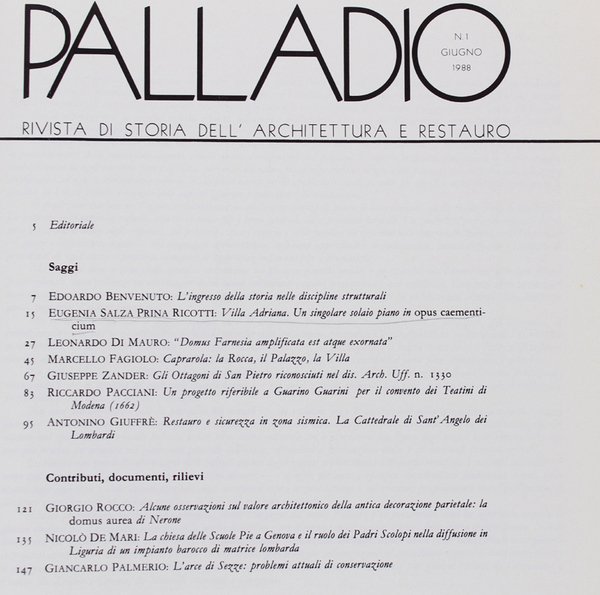 PALLADIO
N. 1
GIUGNO
1988
RIVISTA DI STORIA DELL' ARCHITETTURA E RESTAURO
5 Editoriale
Saggi
7 EDOARDO BENVENUTO: L'ingresso della storia nelle discipline strutturali
15 EUGENIA SALZA PRINA RICOTTI: Villa Adriana. Un singolare solaio piano in opus caementi-
cium
27 LEONARDO DI MAURO: "Domus Farnesia amplificata est atque exornata"
45 MARCELLO FAGIOLO: Caprarola: la Rocca, il Palazzo, la Villa
67 GIUSEPPE ZANDER: Gli Ottagoni di San Pietro riconosciuti nel dis. Arch. Uff. n. 1330
83 RICCARDO PACCIANI: Un progetto riferibile a Guarino Guarini per il convento dei Teatini di
Modena (1662)
95 ANTONINO GIUFFRÈ: Restauro e sicurezza in zona sismica. La Cattedrale di Sant'Angelo dei
Lombardi
Contributi, documenti, rilievi
121 GIORGIO ROCCO: Alcune osservazioni sul valore architettonico della antica decorazione parietale: la
domus aurea di Nerone
135 NICOLÒ DE MARI: La chiesa delle Scuole Pie a Genova e il ruolo dei Padri Scolopi nella diffusione in
Liguria di un impianto barocco di matrice lombarda
147 GIANCARLO PALMERIO: L'arce di Sezze: problemi attuali di conservazione